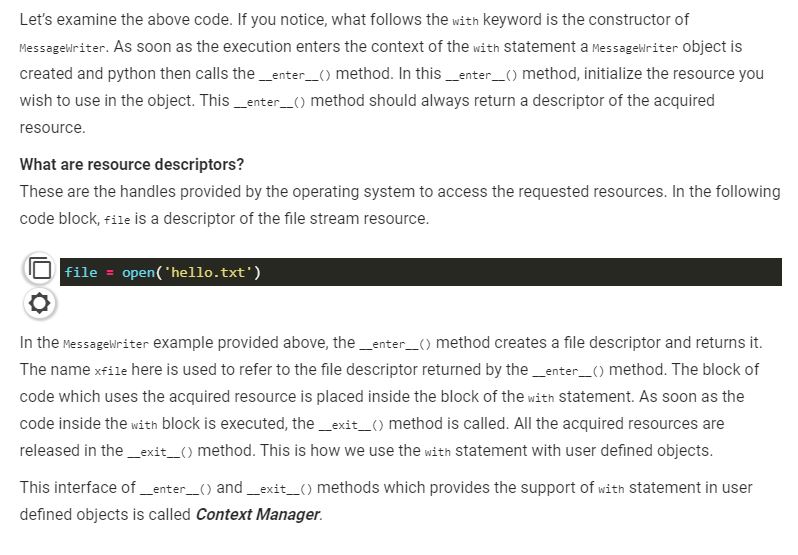 Let's examine the above code. If you notice, what follows the with keyword is the constructor of
MessageWriter. As soon as the execution enters the context of the with statement a MessageWriter object is
created and python then calls the __enter__() method. In this __enter__() method, initialize the resource you
wish to use in the object. This __enter__() method should always return a descriptor of the acquired
resource.
What are resource descriptors?
These are the handles provided by the operating system to access the requested resources. In the following
code block, file is a descriptor of the file stream resource.
file = open('hello.txt')
In the MessageWriter example provided above, the __enter__() method creates a file descriptor and returns it.
The name xfile here is used to refer to the file descriptor returned by the __enter__() method. The block of
code which uses the acquired resource is placed inside the block of the with statement. As soon as the
code inside the with block is executed, the __exit__() method is called. All the acquired resources are
released in the __exit__() method. This is how we use the with statement with user defined objects.
This interface of __enter__() and __exit__() methods which provides the support of with statement in user
defined objects is called Context Manager.